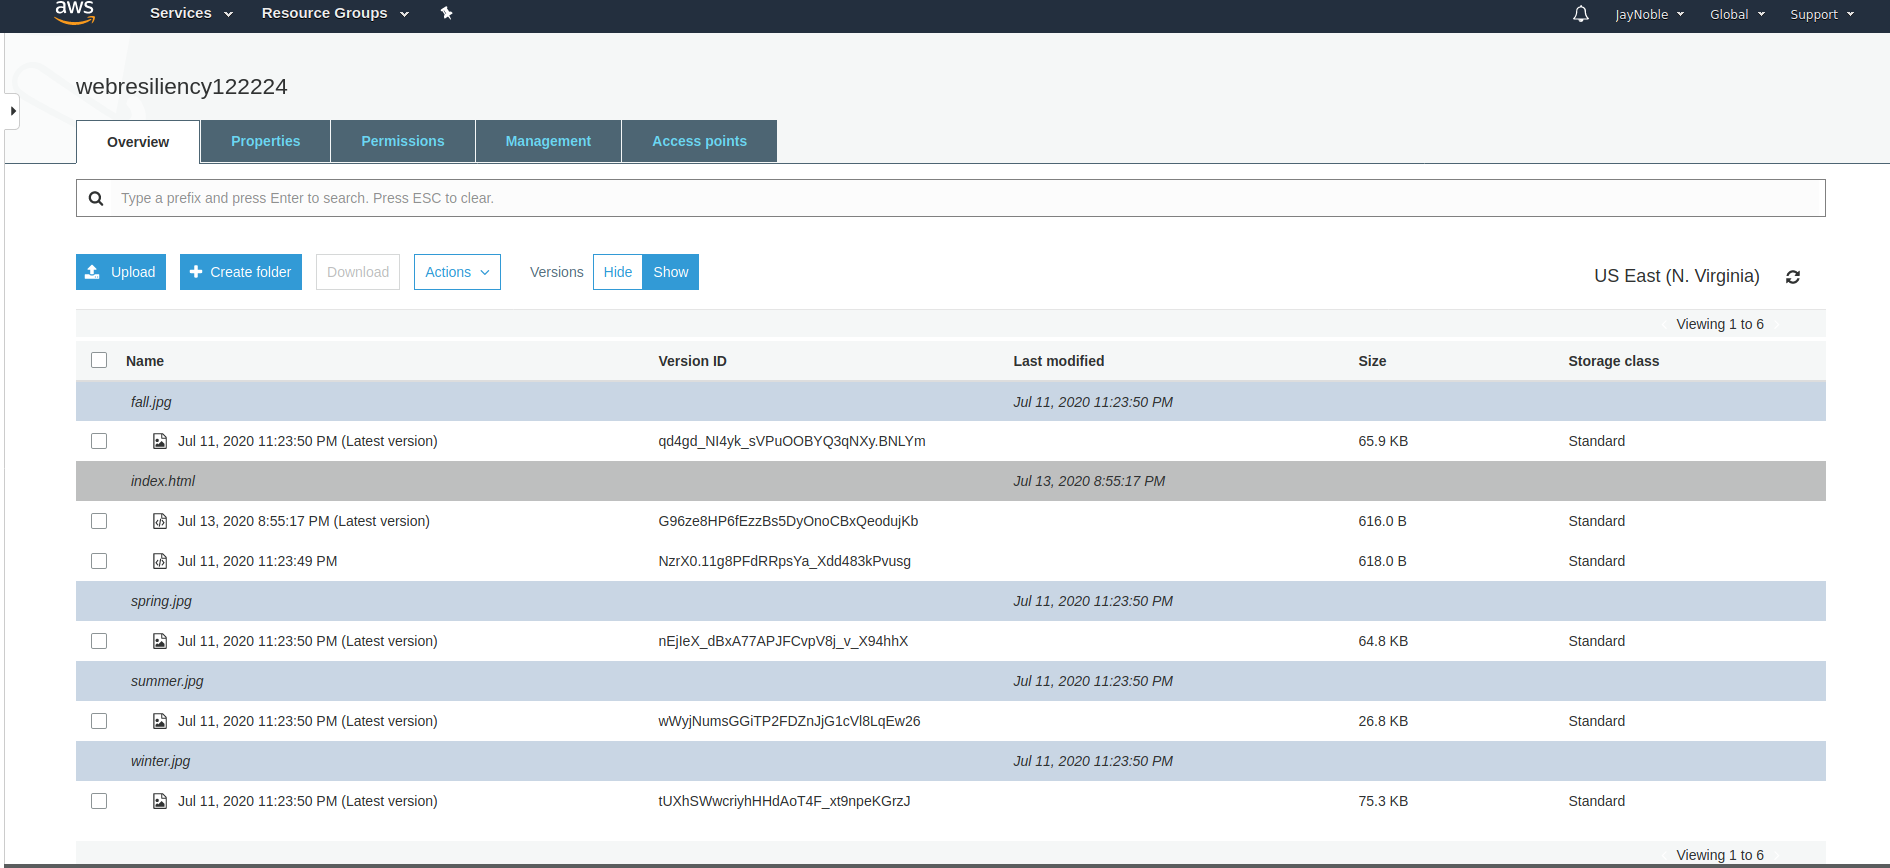 aws Services Resource Groups JayNoble Global Support
webresiliency122224
Overview Properties Permissions Management Access points
Type a prefix and press Enter to search. Press ESC to clear.
Upload Create folder Download Actions Versions Hide Show US East (N. Virginia)
Viewing 1 to 6
Name Version ID Last modified Size Storage class
fall.jpg Jul 11, 2020 11:23:50 PM
Jul 11, 2020 11:23:50 PM (Latest version) qd4gd_NI4yk_sVPuOOBYQ3qNXy.BNLYm 65.9 KB Standard
index.html Jul 13, 2020 8:55:17 PM
Jul 13, 2020 8:55:17 PM (Latest version) G96ze8HP6fEzzBs5DyOnoCBxQeodujKb 616.0 B Standard
Jul 11, 2020 11:23:49 PM NzrX0.11g8PFdRRpsYa_Xdd483kPvusg 618.0 B Standard
spring.jpg Jul 11, 2020 11:23:50 PM
Jul 11, 2020 11:23:50 PM (Latest version) nEjIeX_dBxA77APJFCvpV8j_v_X94hhX 64.8 KB Standard
summer.jpg Jul 11, 2020 11:23:50 PM
Jul 11, 2020 11:23:50 PM (Latest version) wWyjNumsGGiTP2FDZnJjG1cVl8LqEw26 26.8 KB Standard
winter.jpg Jul 11, 2020 11:23:50 PM
Jul 11, 2020 11:23:50 PM (Latest version) tUXhSWwcriyhHHdAoT4F_xt9npeKGrzJ 75.3 KB Standard
Viewing 1 to 6